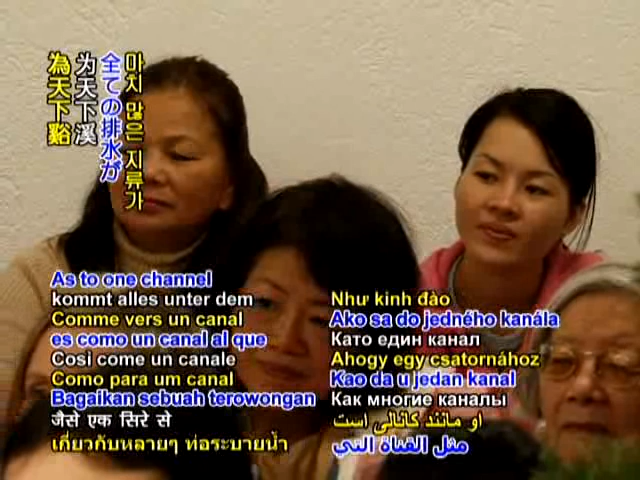 為天下谿
为天下溪
全ての排水が
마치 많은 지류가
As to one channel
kommt alles unter dem
Comme vers un canal
es como un canal al que
Cosi come un canale
Como para um canal
Bagaikan sebuah terowongan
जैसे एक सिरे से
เกี่ยวกับหลายๆ ท่อระบายน้ำ
Như kinh đào
Ako sa do jedného kanála
Като един канал
Ahogy egy csatornához
Kao da u jedan kanal
Как многие каналы
او مانند کانالی است
مثل القناة التي